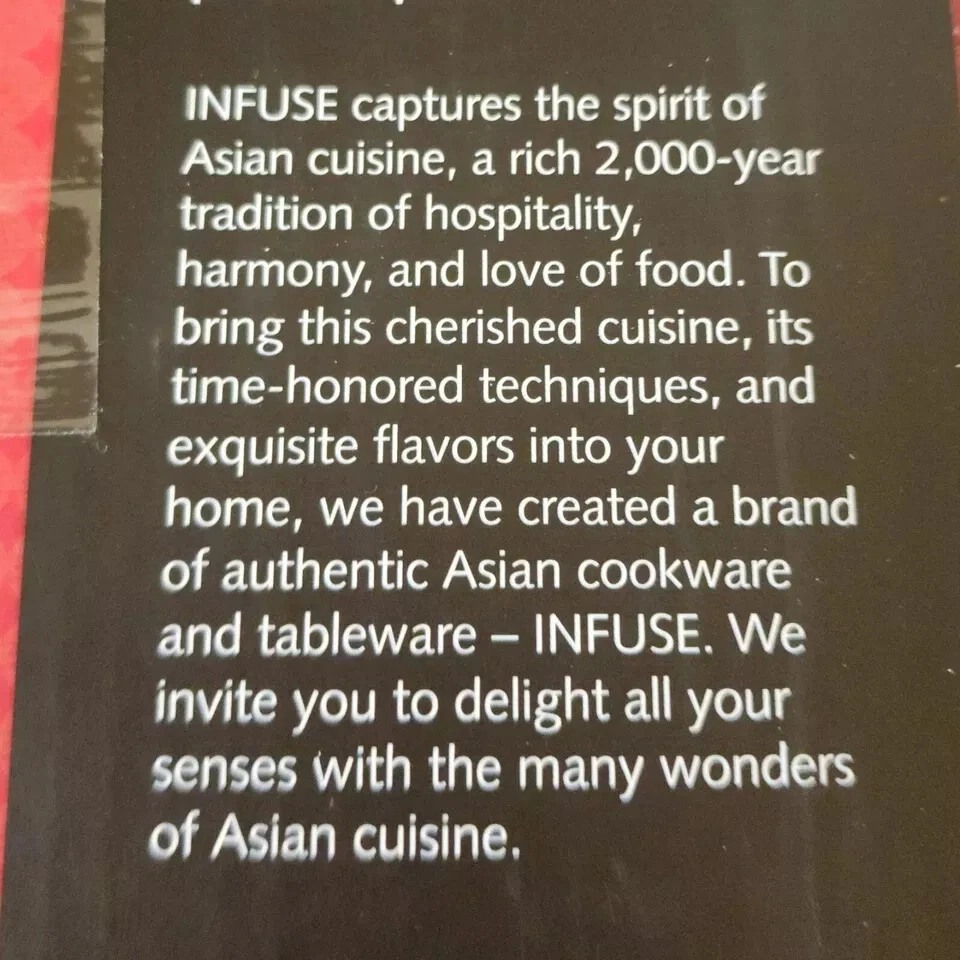 INFUSE captures the spirit of
Asian cuisine, a rich 2,000-year
tradition of hospitality,
harmony, and love of food. To
bring this cherished cuisine, its
time-honored techniques, and
exquisite flavors into your
home, we have created a brand
of authentic Asian cookware
and tableware – INFUSE. We
invite you to delight all your
senses with the many wonders
of Asian cuisine.